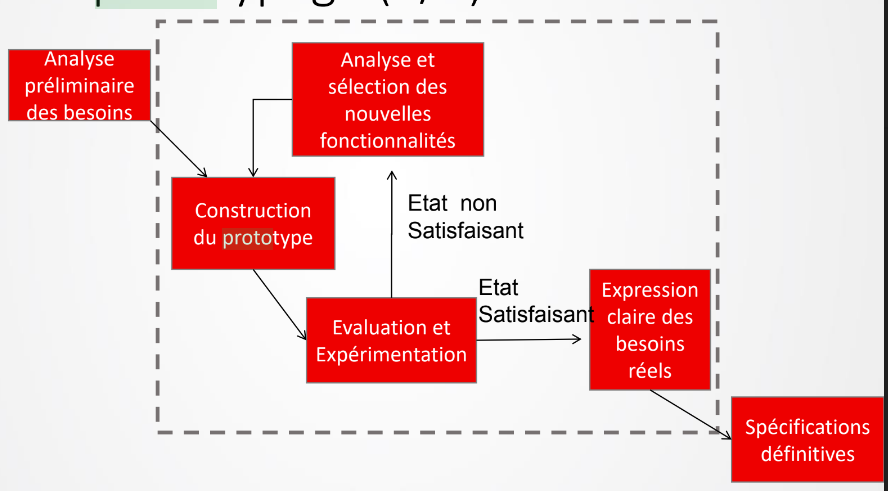 Analyse
préliminaire
des besoins
Analyse et
sélection des
nouvelles
fonctionnalités
Construction
du prototype
Etat non
Satisfaisant
Etat
Satisfaisant
Evaluation et
Expérimentation
Expression
claire des
besoins
réels
Spécifications
définitives